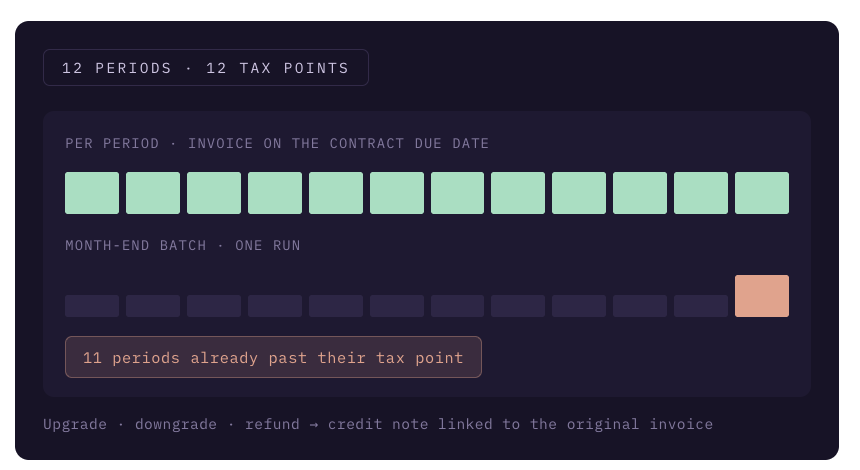 12 PERIODS · 12 TAX POINTS
PER PERIOD · INVOICE ON THE CONTRACT DUE DATE
MONTH-END BATCH · ONE RUN
11 periods already past their tax point
Upgrade · downgrade · refund → credit note linked to the original invoice